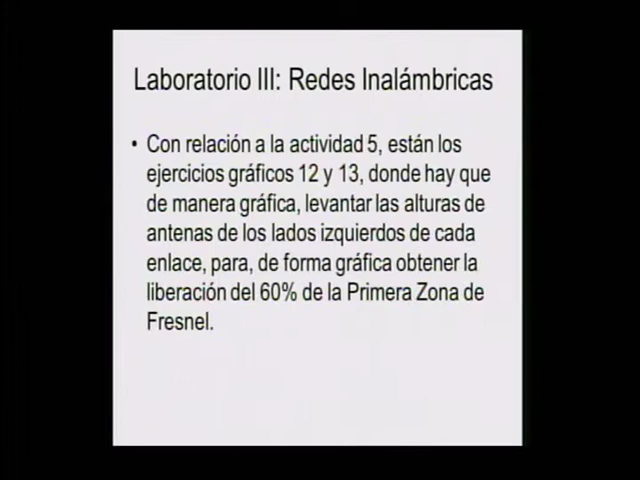 Laboratorio III: Redes Inalámbricas
• Con relación a la actividad 5, están los
ejercicios gráficos 12 y 13, donde hay que
de manera gráfica, levantar las alturas de
antenas de los lados izquierdos de cada
enlace, para, de forma gráfica obtener la
liberación del 60% de la Primera Zona de
Fresnel.